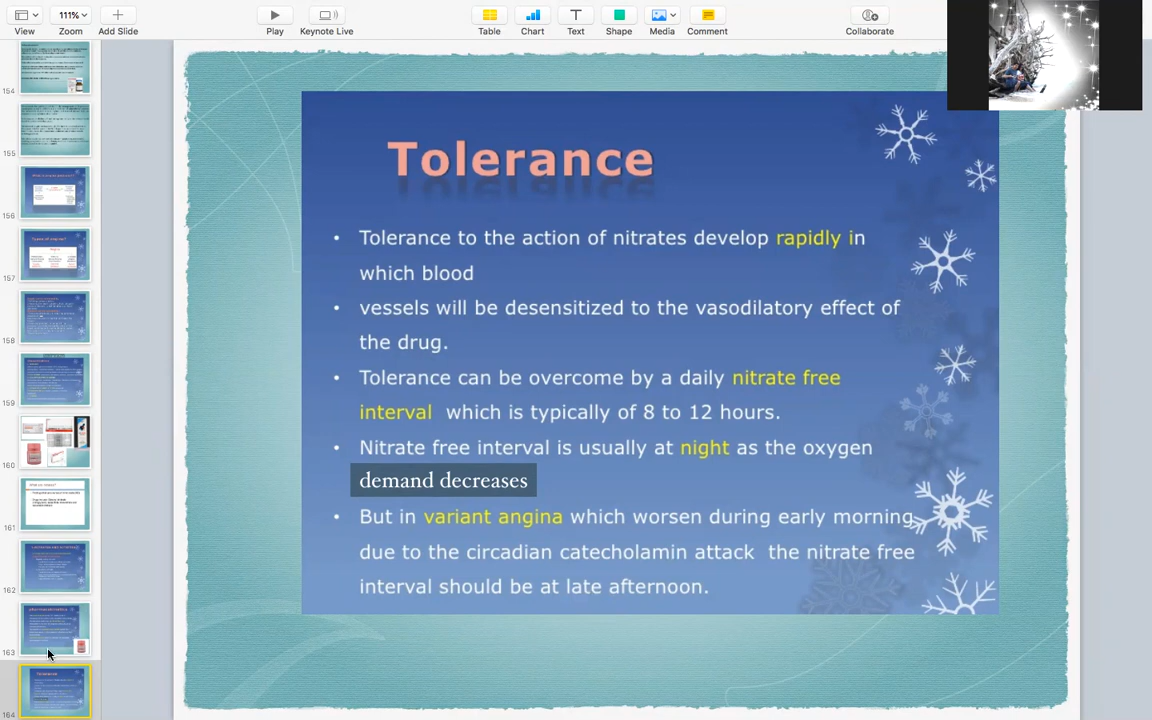 111%
View
Zoom
Add Slide
Play
Keynote Live
Table
Chart
Text
Shape
Media
Comment
Collaborate
154
155
156
157
158
159
160
161
162
163
164
Tolerance
• Tolerance to the action of nitrates develop rapidly in
which blood
• vessels will be desensitized to the vasodilatory effect of
the drug.
• Tolerance can be overcome by a daily nitrate free
interval which is typically of 8 to 12 hours.
• Nitrate free interval is usually at night as the oxygen
demand decreases
• But in variant angina which worsen during early morning
due to the circadian catecholamin attack the nitrate free
interval should be at late afternoon.